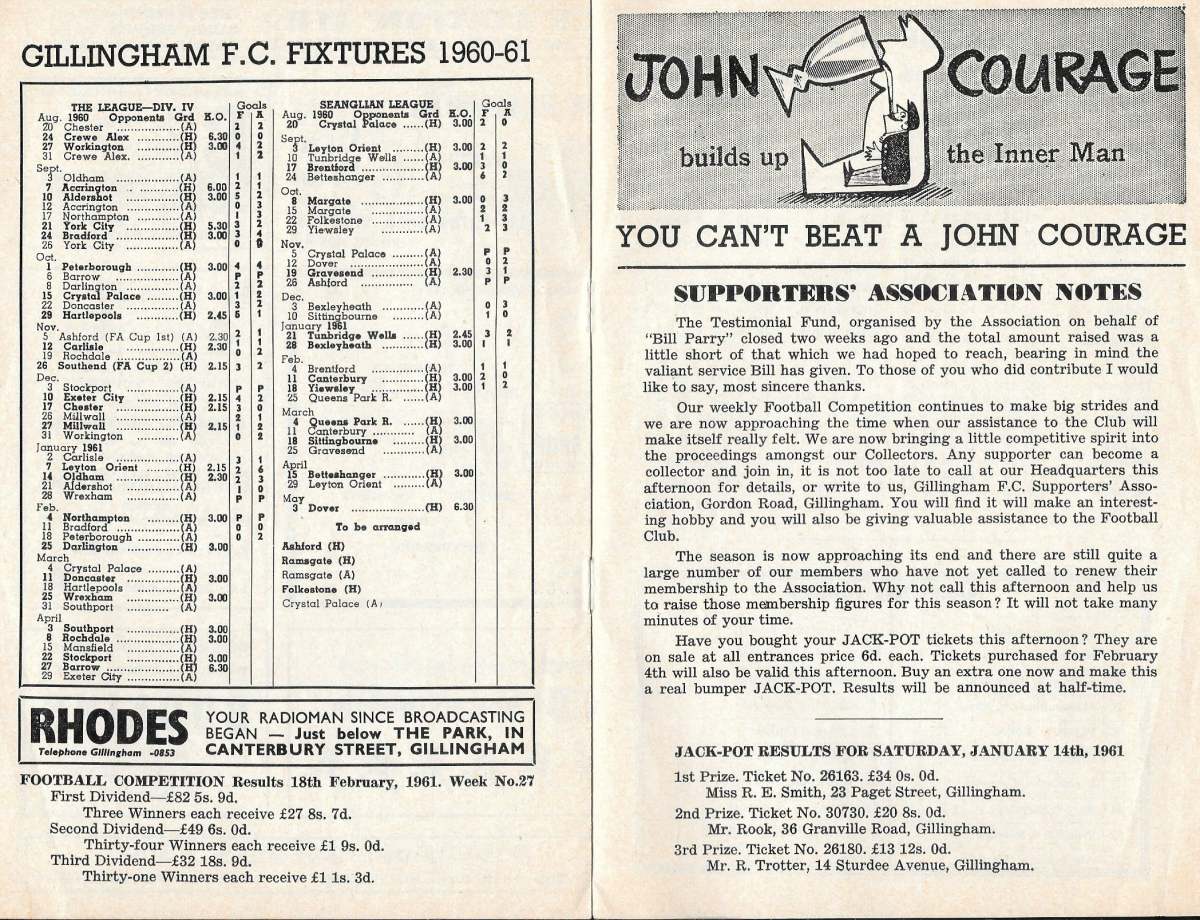 GILLINGHAM F.C. FIXTURES 1960-61
THE LEAGUE—DIV. IV Goals
Aug. 1960 Opponents Grd K.O. F A
20 Chester ................(A) 2 2
24 Crewe Alex ...........(H) 6.30 0 0
27 Workington ............(H) 3.00 4 2
31 Crewe Alex. ............(A) 1 2
Sept.
3 Oldham ..................(A) 1 1
7 Accrington .. ............(H) 6.00 2 1
10 Aldershot ...............(H) 3.00 5 2
12 Accrington ..............(A) 0 3
17 Northampton ..........(A) 1 3
21 York City ...............(H) 5.30 3 2
24 Bradford ................(H) 3.00 3 4
26 York City ...............(A) 0
Oct.
1 Peterborough ...........(H) 3.00 4 4
6 Barrow ..................(A) P P
8 Darlington ..............(A) 2 2
15 Crystal Palace .........(H) 3.00 1 2
22 Doncaster ...............(A) 3 2
29 Hartlepools .............(H) 2.45 1
Nov.
5 Ashford (FA Cup 1st) (A) 2.30 2 1
12 Carlisle .................(H) 2.30 1 1
19 Rochdale ................(A) 0 2
26 Southend (FA Cup 2) (H) 2.15 3 2
Dec.
3 Stockport ...............(A) P P
10 Exeter City .............(H) 2.15 4 2
17 Chester .................(H) 2.15 3 0
26 Millwall .................(A) 2 1
27 Millwall .................(H) 2.15 1 2
31 Workington .............(A) 0 2
January 1961
2 Carlisle .................(A) 3 1
7 Leyton Orient ..........(H) 2.15 2 6
14 Oldham .................(H) 2.30 2 3
21 Aldershot ...............(A) 1 0
28 Wrexham ...............(A) P P
Feb.
4 Northampton ..........(H) 3.00 P P
11 Bradford ................(A) 0 0
18 Peterborough ...........(A) 0 2
25 Darlington ..............(H) 3.00
March
4 Crystal Palace .........(A)
11 Doncaster ...............(H) 3.00
18 Hartlepools .............(A)
25 Wrexham ...............(H) 3.00
31 Southport ...............(A)
April
3 Southport ...............(H) 3.00
8 Rochdale ................(H) 3.00
15 Mansfield ...............(A)
22 Stockport ...............(H) 3.00
27 Barrow ..................(H) 6.30
29 Exeter City .............(A)
SEANGLIAN LEAGUE Goals
Aug. 1960 Opponents Grd K.O. F A
20 Crystal Palace ......(H) 3.00 2 0
Sept.
3 Leyton Orient .........(H) 3.00 2 2
10 Tunbridge Wells ......(A) 1 1
17 Brentford ..............(H) 3.00 3 0
24 Betteshanger ..........(A) 6 2
Oct.
8 Margate ................(H) 3.00 0 3
15 Margate ................(A) 2 2
22 Folkestone .............(A) 1 3
29 Yiewsley ................(A) 2 3
Nov.
5 Crystal Palace .........(A) P P
12 Dover ...................(A) 0 2
19 Gravesend ..............(H) 2.30 3 1
26 Ashford ................(A) P P
Dec.
3 Bexleyheath ............(A) 0 3
10 Sittingbourne ..........(A) 1 0
January 1961
21 Tunbridge Wells ......(H) 2.45 3 2
28 Bexleyheath ............(H) 3.00 1 1
Feb.
4 Brentford ...............(A) 1 1
11 Canterbury .............(H) 3.00 2 0
18 Yiewsley ................(H) 3.00 1 2
25 Queens Park R. ......(A)
March
4 Queens Park R. ......(H) 3.00
11 Canterbury .............(A)
18 Sittingbourne ..........(H) 3.00
25 Gravesend ..............(A)
April
15 Betteshanger ..........(H) 3.00
29 Leyton Orient .........(A)
May
3 Dover ...................(H) 6.30
To be arranged
Ashford (H)
Ramsgate (H)
Ramsgate (A)
Folkestone (H)
Crystal Palace (A)
RHODES
Telephone Gillingham -0853
YOUR RADIOMAN SINCE BROADCASTING
BEGAN — Just below THE PARK, IN
CANTERBURY STREET, GILLINGHAM
FOOTBALL COMPETITION Results 18th February, 1961. Week No.27
First Dividend—£82 5s. 9d.
Three Winners each receive £27 8s. 7d.
Second Dividend—£49 6s. 0d.
Thirty-four Winners each receive £1 9s. 0d.
Third Dividend—£32 18s. 9d.
Thirty-one Winners each receive £1 1s. 3d.
JOHN COURAGE
builds up the Inner Man
YOU CAN'T BEAT A JOHN COURAGE
SUPPORTERS' ASSOCIATION NOTES
The Testimonial Fund, organised by the Association on behalf of
"Bill Parry" closed two weeks ago and the total amount raised was a
little short of that which we had hoped to reach, bearing in mind the
valiant service Bill has given. To those of you who did contribute I would
like to say, most sincere thanks.
Our weekly Football Competition continues to make big strides and
we are now approaching the time when our assistance to the Club will
make itself really felt. We are now bringing a little competitive spirit into
the proceedings amongst our Collectors. Any supporter can become a
collector and join in, it is not too late to call at our Headquarters this
afternoon for details, or write to us, Gillingham F.C. Supporters' Asso-
ciation, Gordon Road, Gillingham. You will find it will make an interest-
ing hobby and you will also be giving valuable assistance to the Football
Club.
The season is now approaching its end and there are still quite a
large number of our members who have not yet called to renew their
membership to the Association. Why not call this afternoon and help us
to raise those membership figures for this season? It will not take many
minutes of your time.
Have you bought your JACK-POT tickets this afternoon? They are
on sale at all entrances price 6d. each. Tickets purchased for February
4th will also be valid this afternoon. Buy an extra one now and make this
a real bumper JACK-POT. Results will be announced at half-time.
JACK-POT RESULTS FOR SATURDAY, JANUARY 14th, 1961
1st Prize. Ticket No. 26163. £34 0s. 0d.
Miss R. E. Smith, 23 Paget Street, Gillingham.
2nd Prize. Ticket No. 30730. £20 8s. 0d.
Mr. Rook, 36 Granville Road, Gillingham.
3rd Prize. Ticket No. 26180. £13 12s. 0d.
Mr. R. Trotter, 14 Sturdee Avenue, Gillingham.